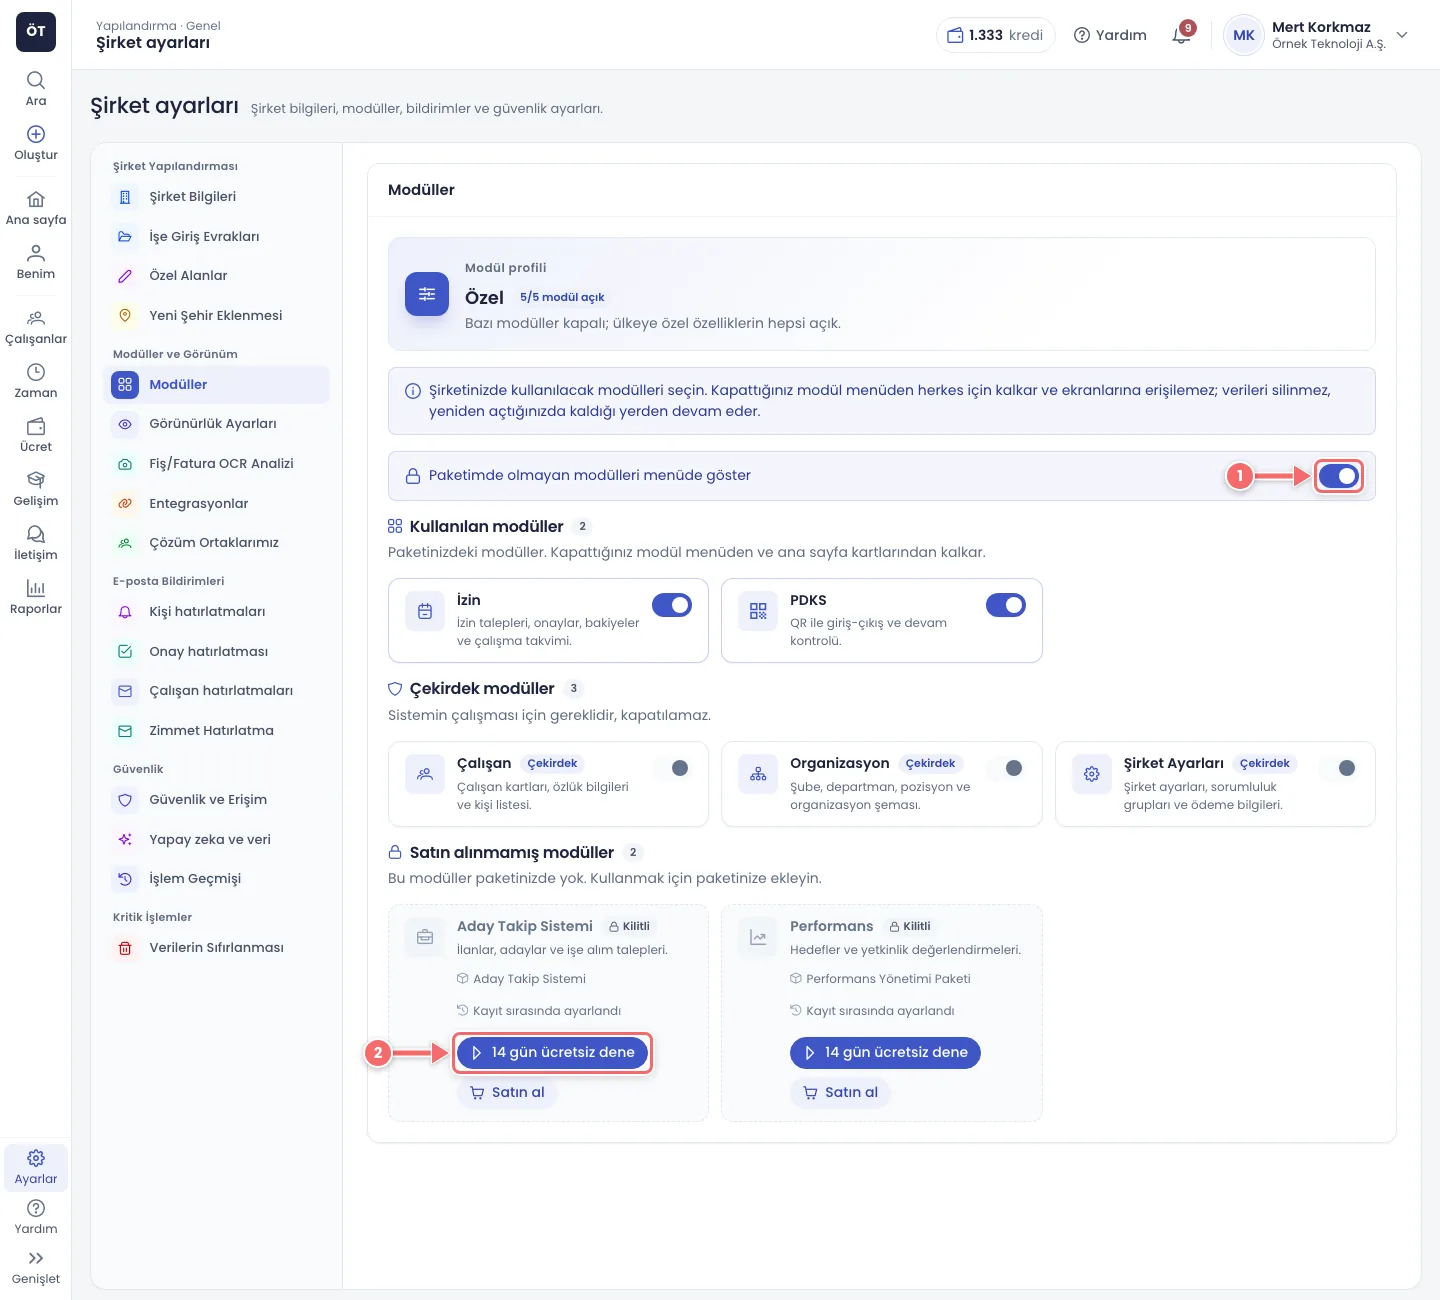 ÖT
Ara
Oluştur
Ana sayfa
Benim
Çalışanlar
Zaman
Ücret
Gelişim
İletişim
Raporlar
Ayarlar
Yardım
Genişlet
Yapılandırma · Genel
Şirket ayarları
1.333 kredi
Yardım
9
MK
Mert Korkmaz
Örnek Teknoloji A.Ş.
Şirket ayarları
Şirket bilgileri, modüller, bildirimler ve güvenlik ayarları.
Şirket Yapılandırması
Şirket Bilgileri
İşe Giriş Evrakları
Özel Alanlar
Yeni Şehir Eklenmesi
Modüller ve Görünüm
Modüller
Görünürlük Ayarları
Fiş/Fatura OCR Analizi
Entegrasyonlar
Çözüm Ortaklarımız
E-posta Bildirimleri
Kişi hatırlatmaları
Onay hatırlatması
Çalışan hatırlatmaları
Zimmet Hatırlatma
Güvenlik
Güvenlik ve Erişim
Yapay zeka ve veri
İşlem Geçmişi
Kritik İşlemler
Verilerin Sıfırlanması
Modüller
Modül profili
Özel 5/5 modül açık
Bazı modüller kapalı; ülkeye özel özelliklerin hepsi açık.
Şirketinizde kullanılacak modülleri seçin. Kapattığınız modül menüden herkes için kalkar ve ekranlarına erişilemez; verileri silinmez,
yeniden açtığınızda kaldığı yerden devam eder.
Paketimde olmayan modülleri menüde göster
1
Kullanılan modüller 2
Paketinizdeki modüller. Kapattığınız modül menüden ve ana sayfa kartlarından kalkar.
İzin
İzin talepleri, onaylar, bakiyeler
ve çalışma takvimi.
PDKS
QR ile giriş-çıkış ve devam
kontrolü.
Çekirdek modüller 3
Sistemin çalışması için gereklidir, kapatılamaz.
Çalışan Çekirdek
Çalışan kartları, özlük bilgileri
ve kişi listesi.
Organizasyon Çekirdek
Şube, departman, pozisyon ve
organizasyon şeması.
Şirket Ayarları Çekirdek
Şirket ayarları, sorumluluk
grupları ve ödeme bilgileri.
Satın alınmamış modüller 2
Bu modüller paketinizde yok. Kullanmak için paketinize ekleyin.
Aday Takip Sistemi Kilitli
İlanlar, adaylar ve işe alım talepleri.
Aday Takip Sistemi
Kayıt sırasında ayarlandı
2
14 gün ücretsiz dene
Satın al
Performans Kilitli
Hedefler ve yetkinlik değerlendirmeleri.
Performans Yönetimi Paketi
Kayıt sırasında ayarlandı
14 gün ücretsiz dene
Satın al